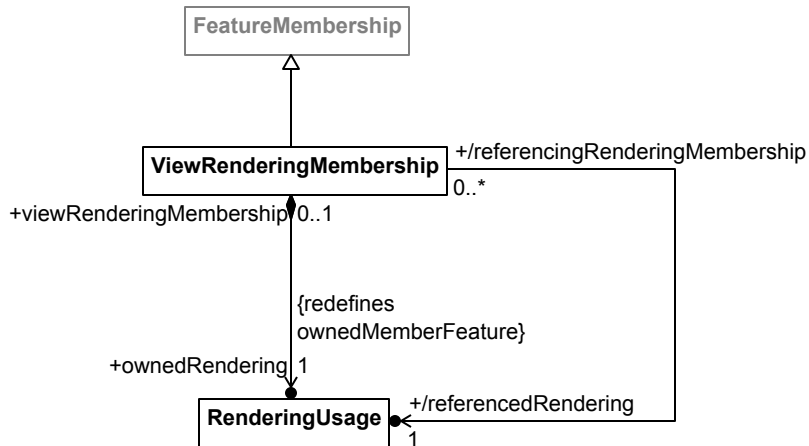 FeatureMembership
+/referencingRenderingMembership
ViewRenderingMembership
0..*
+viewRenderingMembership 0..1
{redefines
ownedMemberFeature}
+ownedRendering 1
+/referencedRendering
RenderingUsage
1